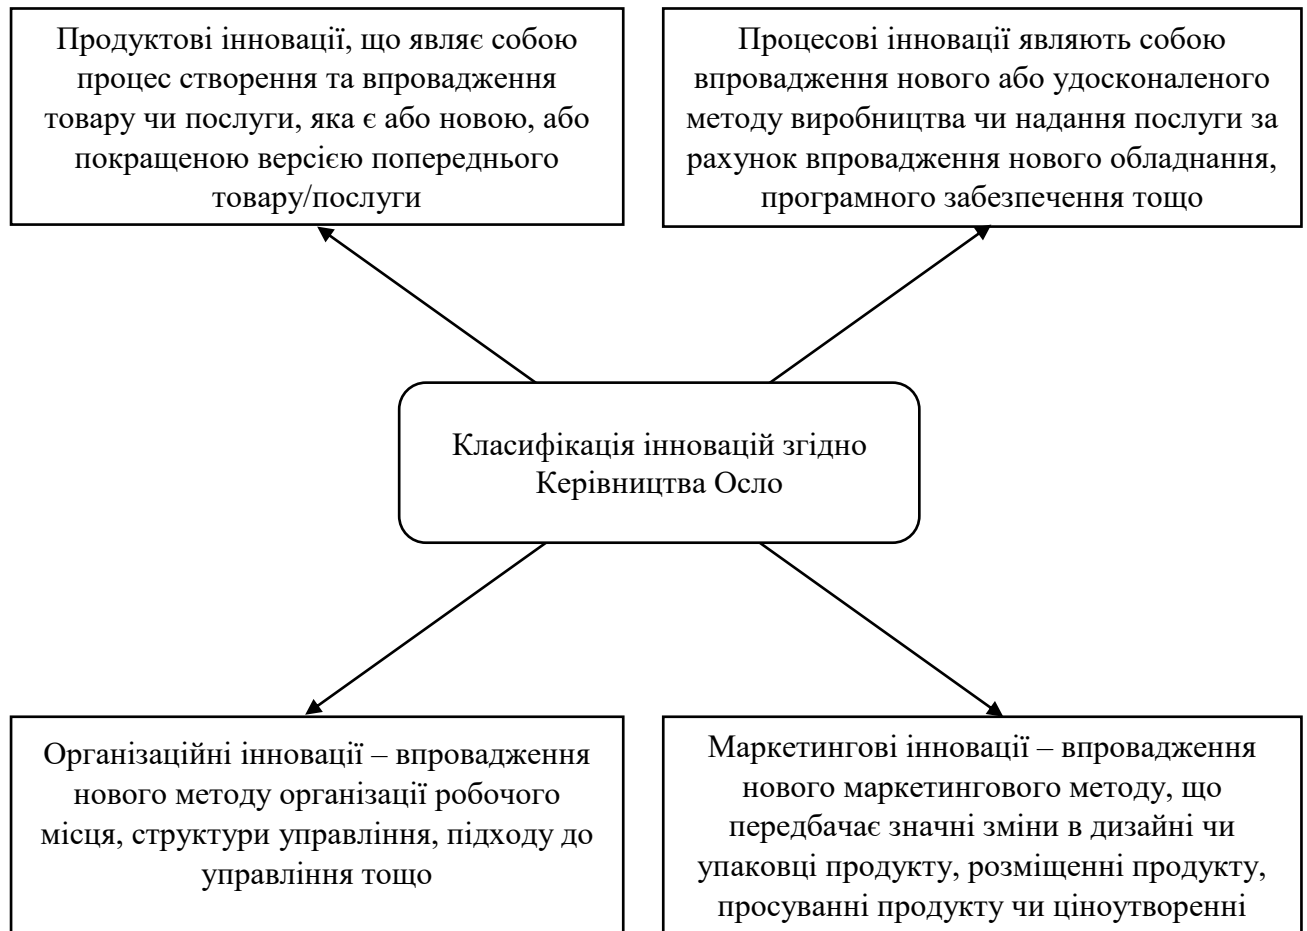 Продуктові інновації, що являє собою
процес створення та впровадження
товару чи послуги, яка є або новою, або
покращеною версією попереднього
товару/послуги
Процесові інновації являють собою
впровадження нового або удосконаленого
методу виробництва чи надання послуги за
рахунок впровадження нового обладнання,
програмного забезпечення тощо
Класифікація інновацій згідно
Керівництва Осло
Організаційні інновації – впровадження
нового методу організації робочого
місця, структури управління, підходу до
управління тощо
Маркетингові інновації – впровадження
нового маркетингового методу, що
передбачає значні зміни в дизайні чи
упаковці продукту, розміщенні продукту,
просуванні продукту чи ціноутворенні